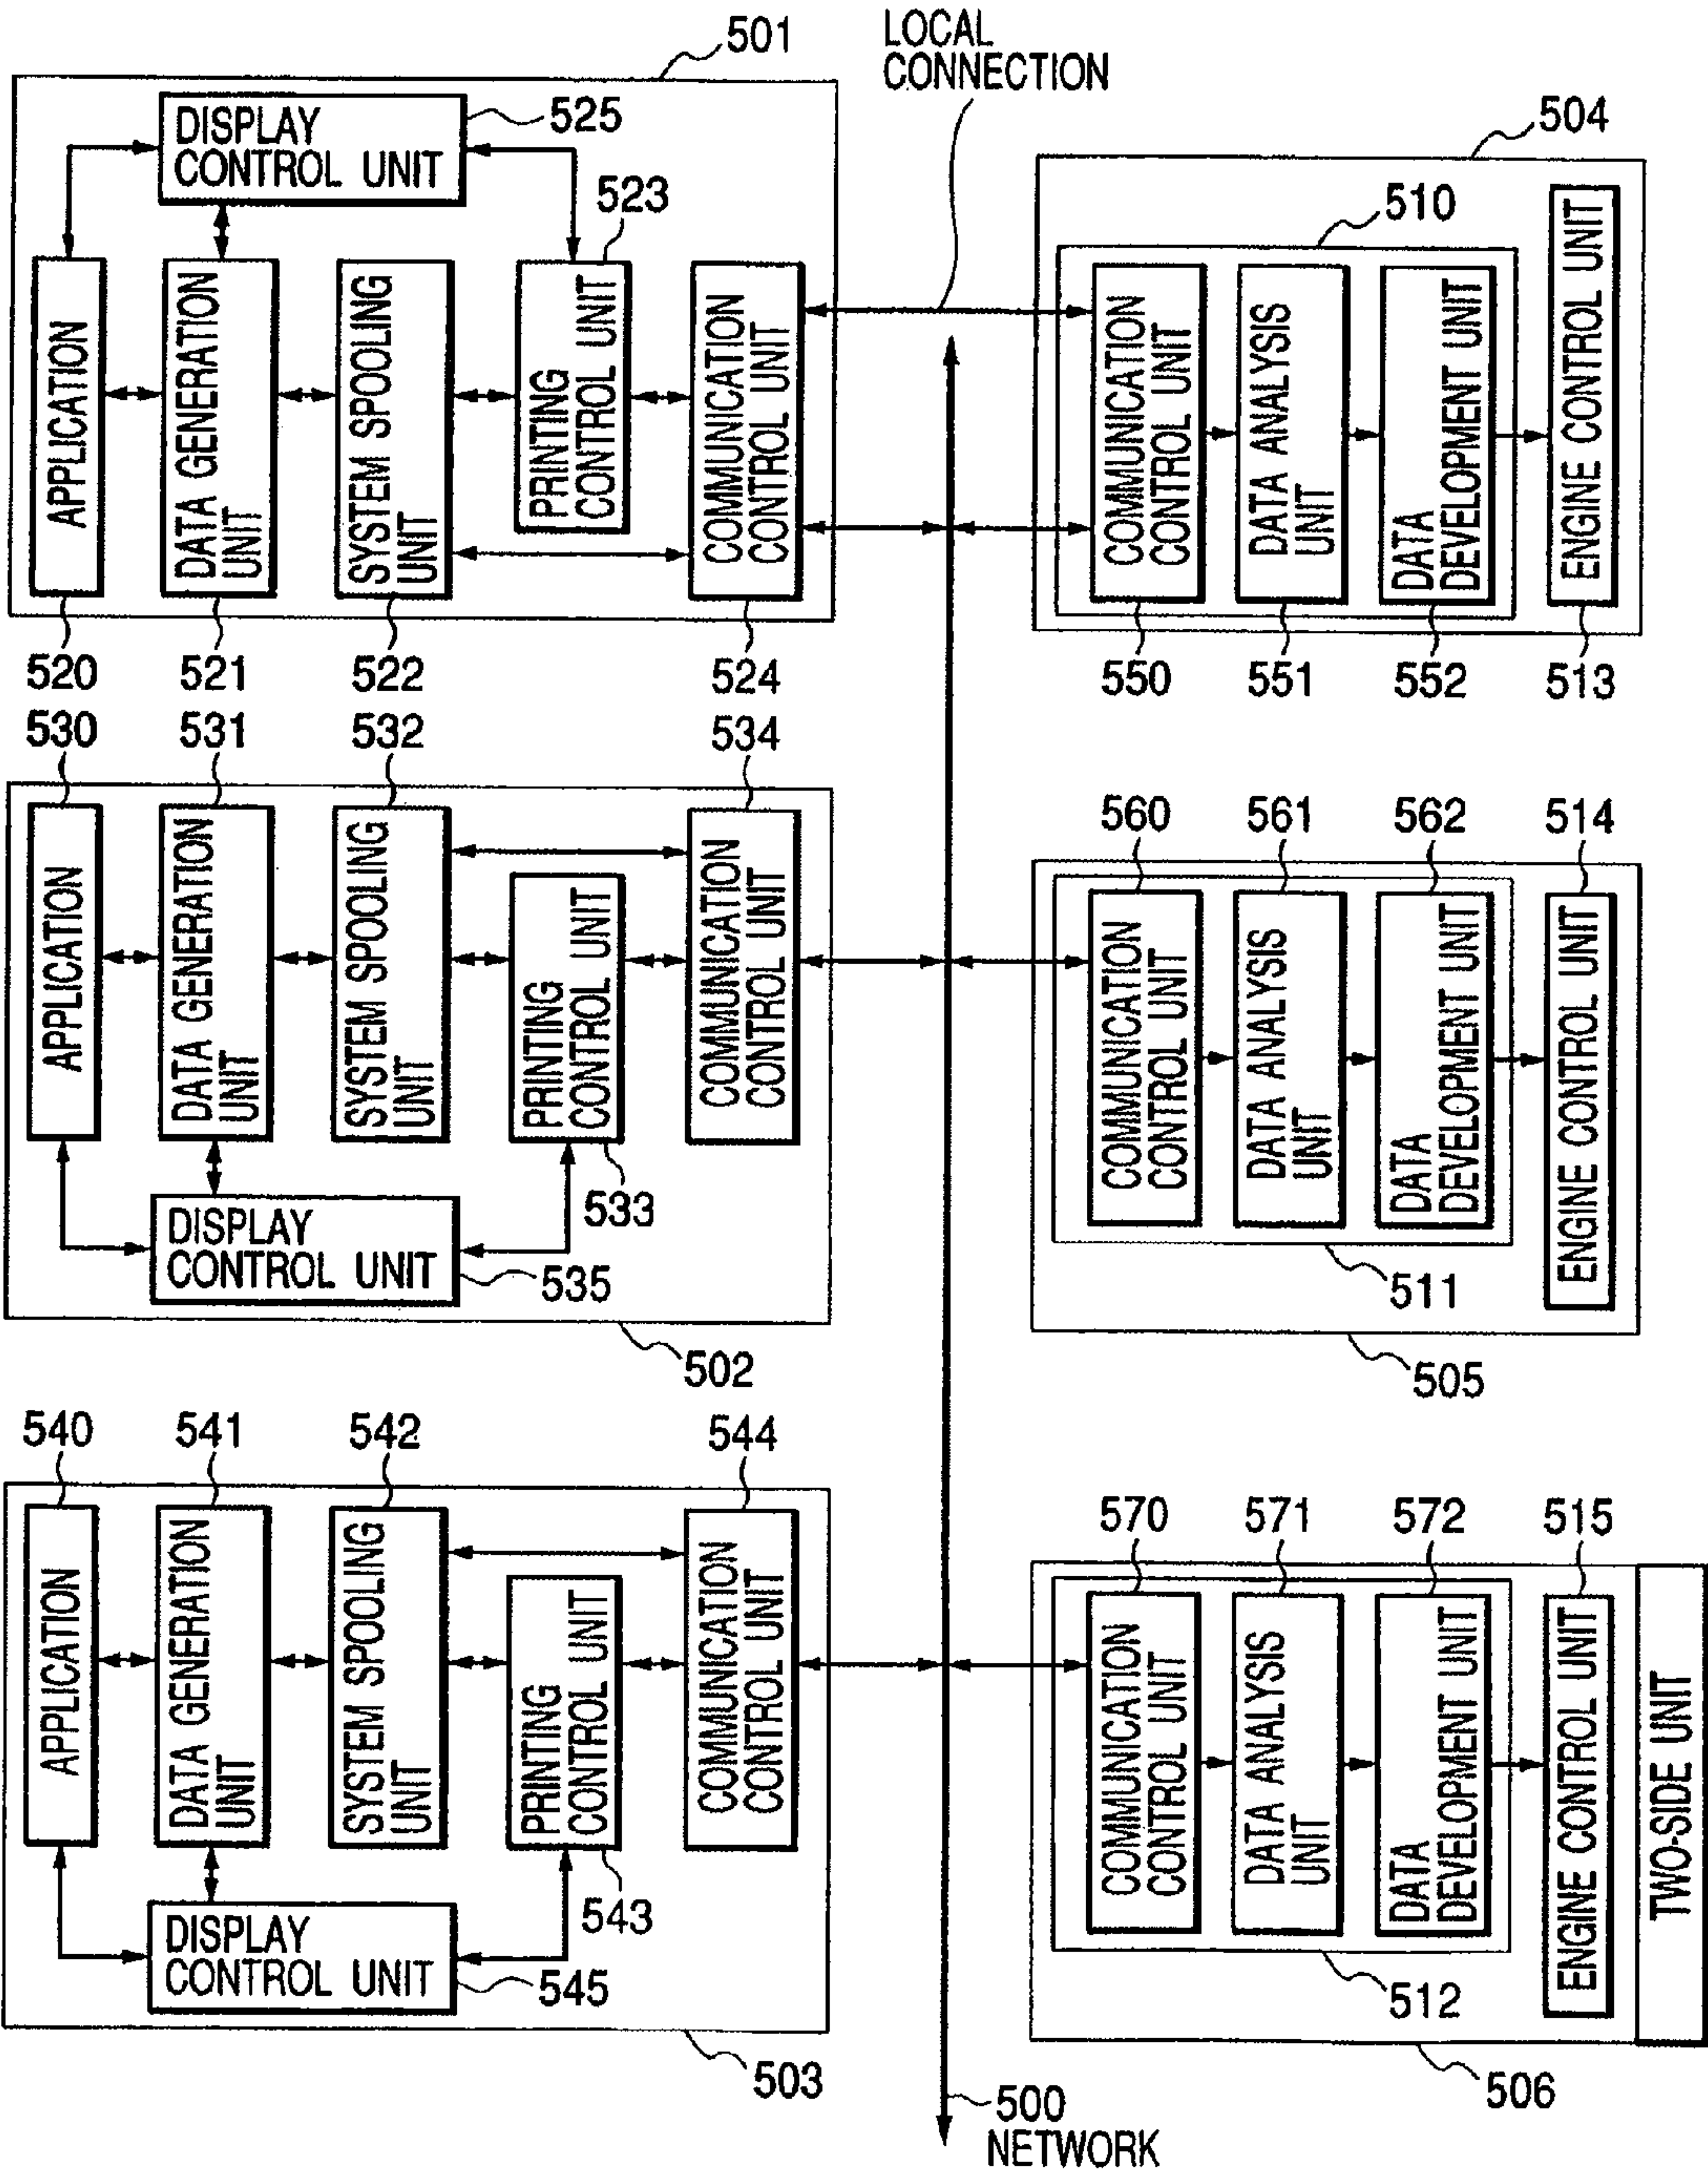 501
DISPLAY
CONTROL UNIT
525
523
APPLICATION
DATA GENERATION
UNIT
SYSTEM SPOOLING
UNIT
PRINTING
CONTROL UNIT
COMMUNICATION
CONTROL UNIT
520
521
522
524
LOCAL
CONNECTION
504
510
COMMUNICATION
CONTROL UNIT
DATA ANALYSIS
UNIT
DATA
DEVELOPMENT UNIT
ENGINE CONTROL UNIT
550
551
552
513
530
531
532
534
APPLICATION
DATA GENERATION
UNIT
SYSTEM SPOOLING
UNIT
PRINTING
CONTROL UNIT
COMMUNICATION
CONTROL UNIT
533
DISPLAY
CONTROL UNIT
535
502
560
561
562
514
COMMUNICATION
CONTROL UNIT
DATA ANALYSIS
UNIT
DATA
DEVELOPMENT UNIT
ENGINE CONTROL UNIT
511
505
540
541
542
544
APPLICATION
DATA GENERATION
UNIT
SYSTEM SPOOLING
UNIT
PRINTING
CONTROL UNIT
COMMUNICATION
CONTROL UNIT
543
DISPLAY
CONTROL UNIT
545
503
570
571
572
515
COMMUNICATION
CONTROL UNIT
DATA ANALYSIS
UNIT
DATA
DEVELOPMENT UNIT
ENGINE CONTROL UNIT
TWO-SIDE UNIT
512
506
500
NETWORK